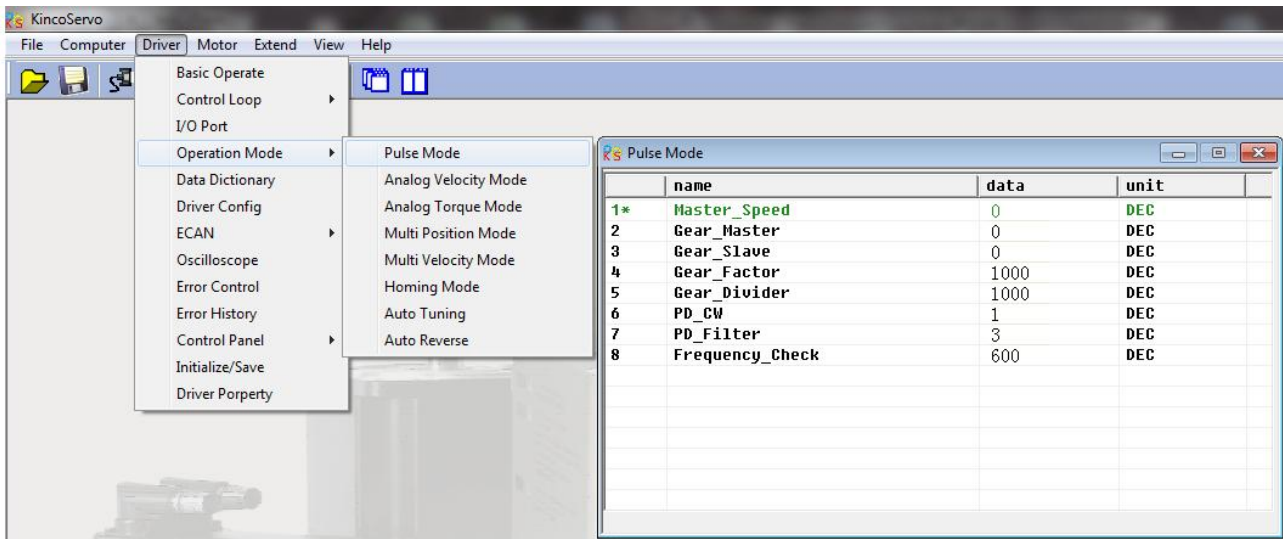 KincoServo
File Computer Driver Motor Extend View Help
Basic Operate
Control Loop
I/O Port
Operation Mode
Data Dictionary
Driver Config
ECAN
Oscilloscope
Error Control
Error History
Control Panel
Initialize/Save
Driver Porperty
Pulse Mode
Analog Velocity Mode
Analog Torque Mode
Multi Position Mode
Multi Velocity Mode
Homing Mode
Auto Tuning
Auto Reverse
Pulse Mode
name data unit
1* Master_Speed 0 DEC
2 Gear_Master 0 DEC
3 Gear_Slave 0 DEC
4 Gear_Factor 1000 DEC
5 Gear_Divider 1000 DEC
6 PD_CW 1 DEC
7 PD_Filter 3 DEC
8 Frequency_Check 600 DEC